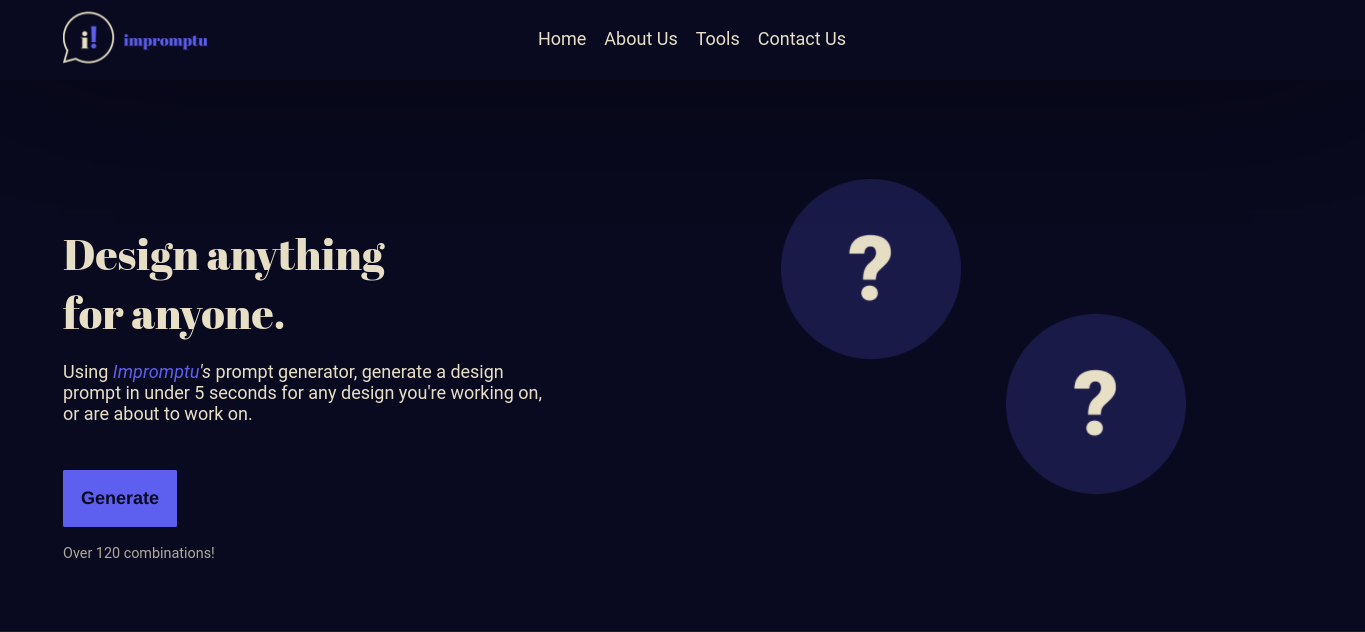 i! impromptu
Home About Us Tools Contact Us
Design anything
for anyone.
Using Impromptu's prompt generator, generate a design
prompt in under 5 seconds for any design you're working on,
or are about to work on.
Generate
Over 120 combinations!
?
?